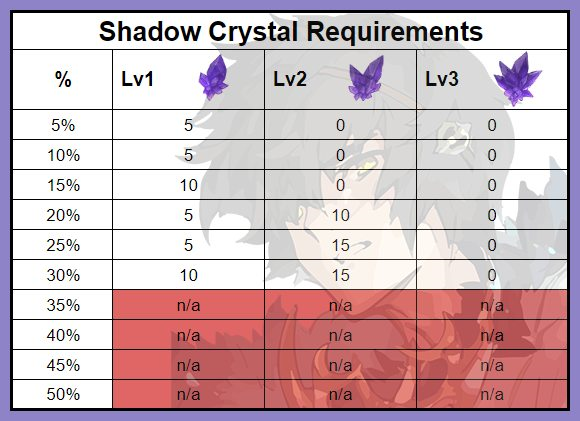 Shadow Crystal Requirements
% Lv1 Lv2 Lv3
5% 5 0 0
10% 5 0 0
15% 10 0 0
20% 5 10 0
25% 5 15 0
30% 10 15 0
35% n/a n/a n/a
40% n/a n/a n/a
45% n/a n/a n/a
50% n/a n/a n/a